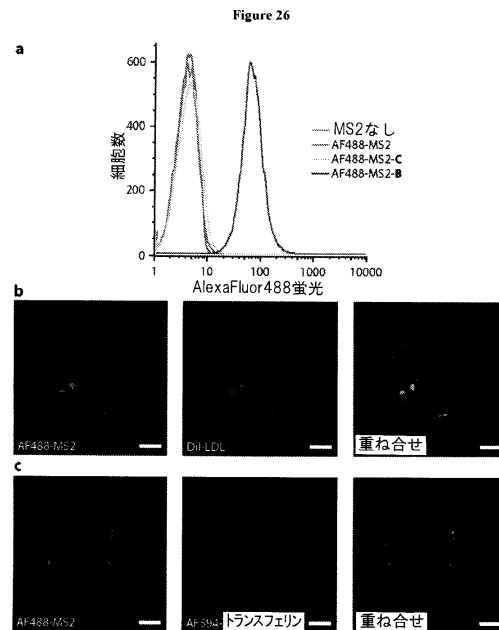 Figure 26
a
600
400
200
0
細胞数
1
10
100
1000
10000
AlexaFluor488蛍光
MS2なし
AF488-MS2
AF488-MS2-C
AF488-MS2-B
b
AF488-MS2
DiI-LDL
重ね合せ
c
AF488-MS2
AF594-トランスフェリン
重ね合せ